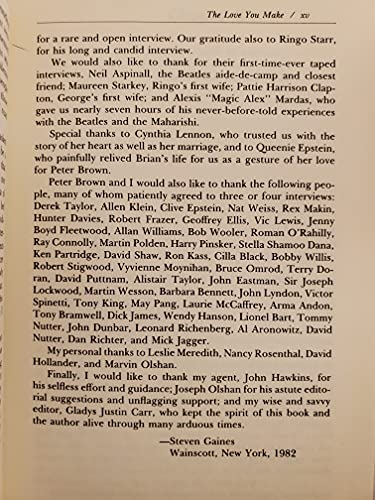 The Love You Make / xv
for a rare and open interview. Our gratitude also to Ringo Starr,
for his long and candid interview.
We would also like to thank for their first-time-ever taped
interviews, Neil Aspinall, the Beatles aide-de-camp and closest
friend; Maureen Starkey, Ringo's first wife; Pattie Harrison Clap-
ton, George's first wife; and Alexis "Magic Alex" Mardas, who
gave us nearly seven hours of his never-before-told experiences
with the Beatles and the Maharishi.
Special thanks to Cynthia Lennon, who trusted us with the
story of her heart as well as her marriage, and to Queenie Epstein,
who painfully relived Brian's life for us as a gesture of her love
for Peter Brown.
Peter Brown and I would also like to thank the following peo-
ple, many of whom patiently agreed to three or four interviews:
Derek Taylor, Allen Klein, Clive Epstein, Nat Weiss, Rex Makin,
Hunter Davies, Robert Frazer, Geoffrey Ellis, Vic Lewis, Jenny
Boyd Fleetwood, Allan Williams, Bob Wooler, Roman O'Rahilly,
Ray Connolly, Martin Polden, Harry Pinsker, Stella Shamoo Dana,
Ken Partridge, David Shaw, Ron Kass, Cilla Black, Bobby Willis,
Robert Stigwood, Vyvienne Moynihan, Bruce Omrod, Terry Do-
ran, David Puttnam, Alistair Taylor, John Eastman, Sir Joseph
Lockwood, Martin Wesson, Barbara Bennett, John Lyndon, Victor
Spinetti, Tony King, May Pang, Laurie McCaffrey, Arma Andon,
Tony Bramwell, Dick James, Wendy Hanson, Lionel Bart, Tommy
Nutter, John Dunbar, Leonard Richenberg, Al Aronowitz, David
Nutter, Dan Richter, and Mick Jagger.
My personal thanks to Leslie Meredith, Nancy Rosenthal, David
Hollander, and Marvin Olshan.
Finally, I would like to thank my agent, John Hawkins, for
his selfless effort and guidance; Joseph Olshan for his astute edito-
rial suggestions and unflagging support; and my wise and savvy
editor, Gladys Justin Carr, who kept the spirit of this book and
the author alive through many arduous times.
—Steven Gaines
Wainscott, New York, 1982